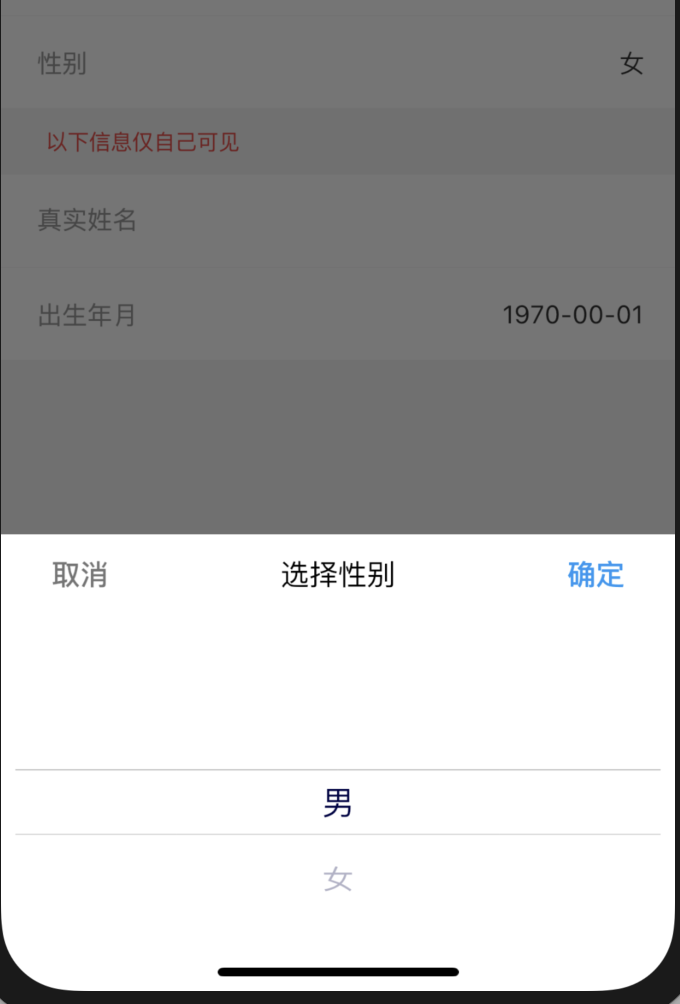 性别 女
以下信息仅自己可见
真实姓名
出生年月 1970-00-01
取消 选择性别 确定
男
女